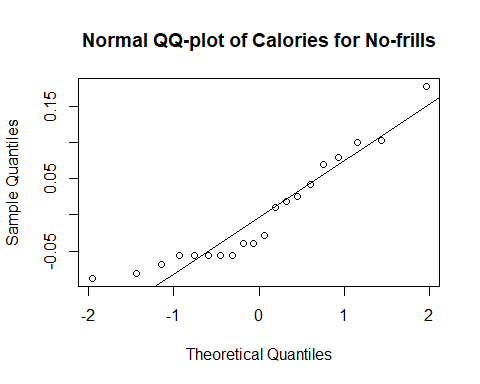 Normal QQ-plot of Calories for No-frills
Sample Quantiles
0.15
0.05
-0.05
-2 -1 0 1 2
Theoretical Quantiles